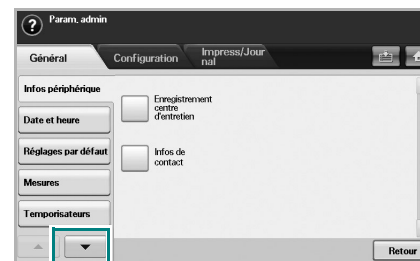 ? Param. admin
Général
Configuration
Impress/Jour
nal
Infos périphérique
Date et heure
Réglages par défaut
Mesures
Temporisateurs
Enregistrement
centre
d'entretien
Infos de
contact
Retour